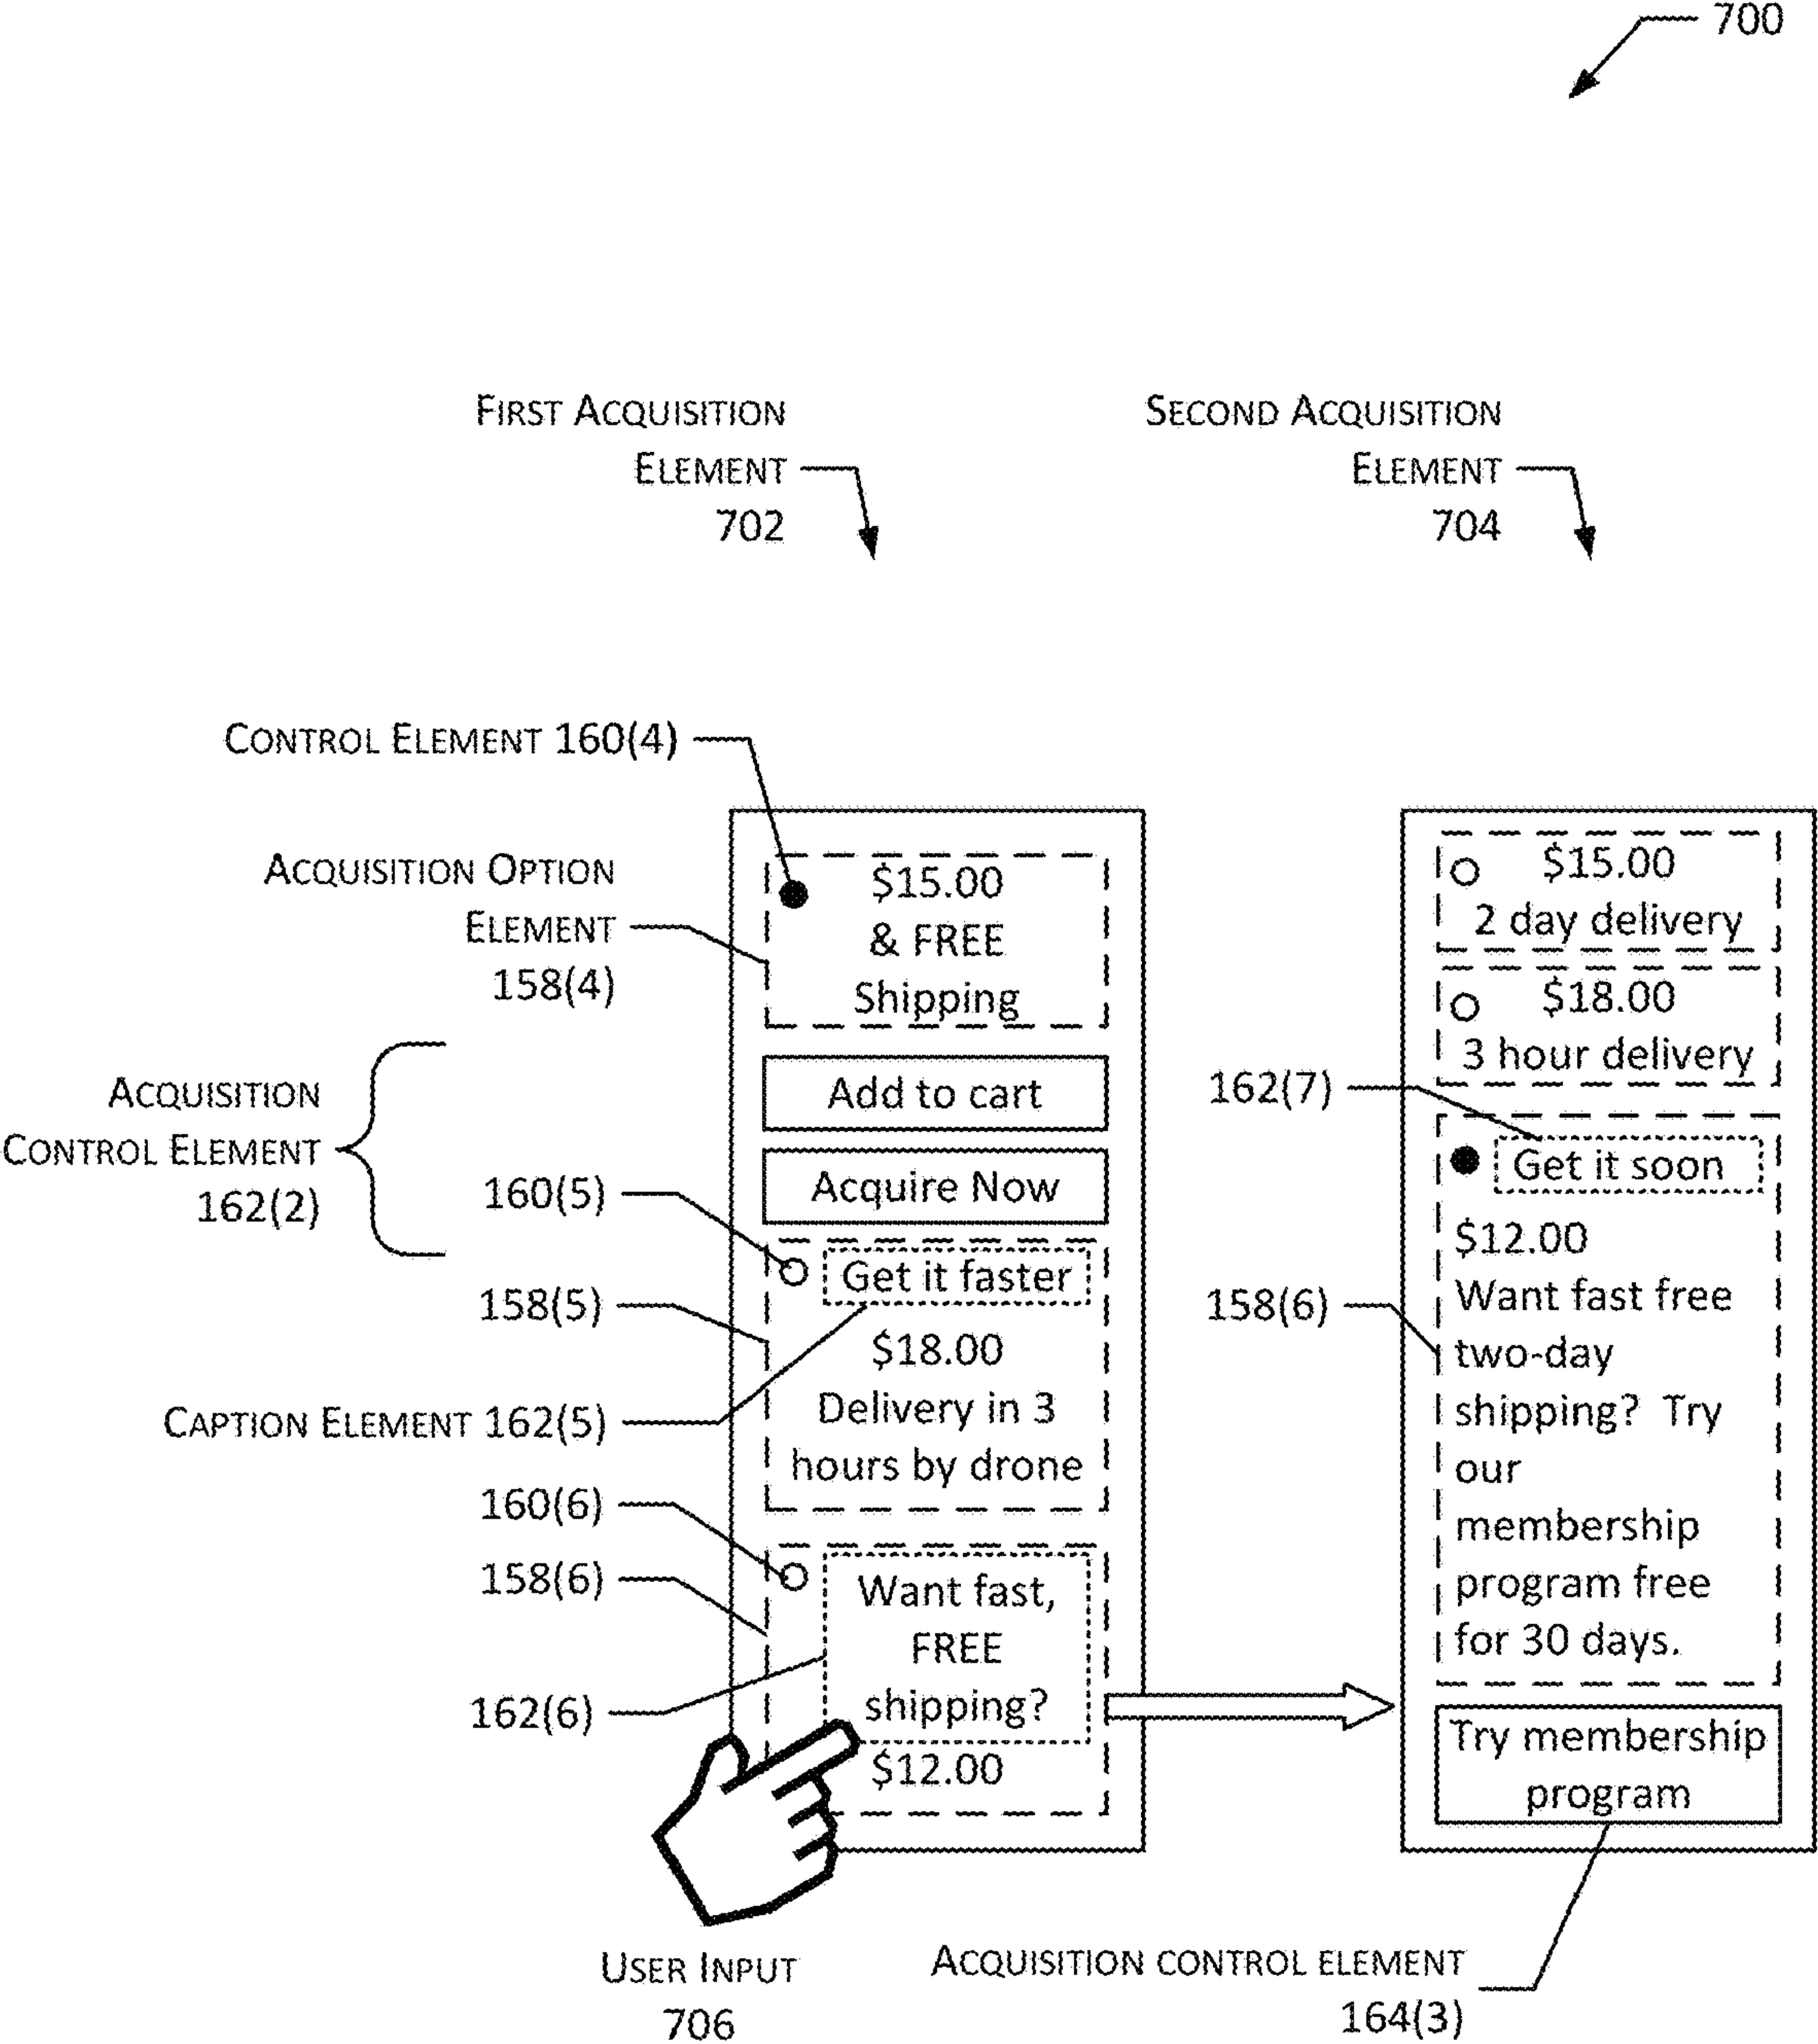 700
FIRST ACQUISITION
ELEMENT
702
SECOND ACQUISITION
ELEMENT
704
CONTROL ELEMENT 160(4)
ACQUISITION OPTION
ELEMENT
158(4)
ACQUISITION
CONTROL ELEMENT
162(2)
160(5)
158(5)
CAPTION ELEMENT 162(5)
160(6)
158(6)
162(6)
$15.00
& FREE
Shipping
Add to cart
Acquire Now
Get it faster
$18.00
Delivery in 3
hours by drone
Want fast,
FREE
shipping?
$12.00
USER INPUT
706
162(7)
158(6)
$15.00
2 day delivery
$18.00
3 hour delivery
Get it soon
$12.00
Want fast free
two-day
shipping? Try
our
membership
program free
for 30 days.
Try membership
program
ACQUISITION CONTROL ELEMENT
164(3)